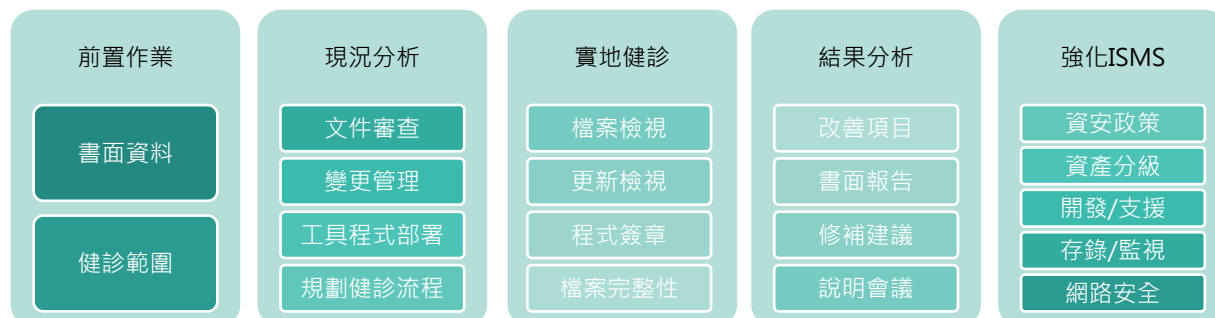 前置作業
書面資料
健診範圍
現況分析
文件審查
變更管理
工具程式部署
規劃健診流程
實地健診
檔案檢視
更新檢視
程式簽章
檔案完整性
結果分析
改善項目
書面報告
修補建議
說明會議
強化ISMS
資安政策
資產分級
開發/支援
存錄/監視
網路安全